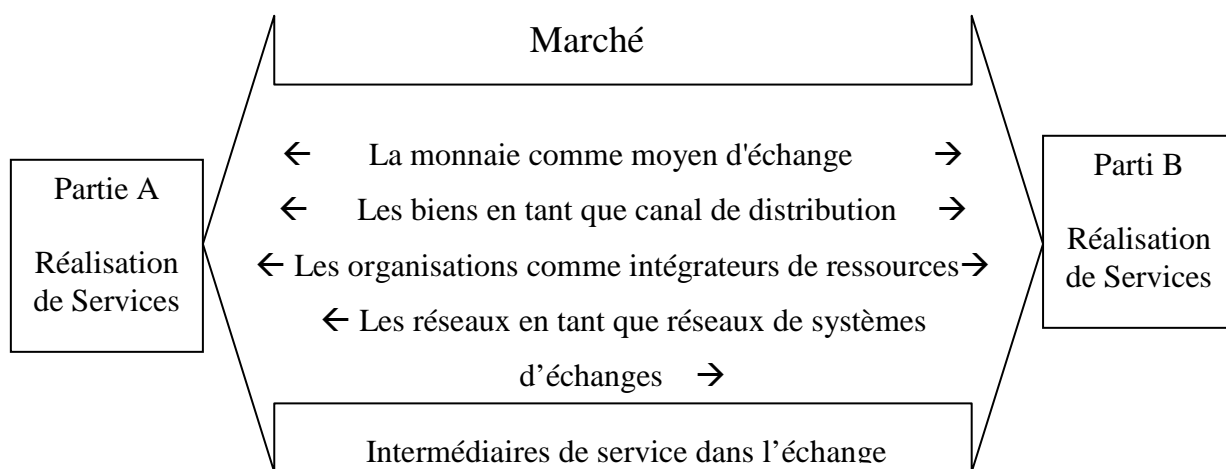 Marché
Partie A
Réalisation
de Services
← La monnaie comme moyen d'échange →
← Les biens en tant que canal de distribution →
← Les organisations comme intégrateurs de ressources→
← Les réseaux en tant que réseaux de systèmes
d’échanges →
Intermédiaires de service dans l’échange
Parti B
Réalisation
de Services